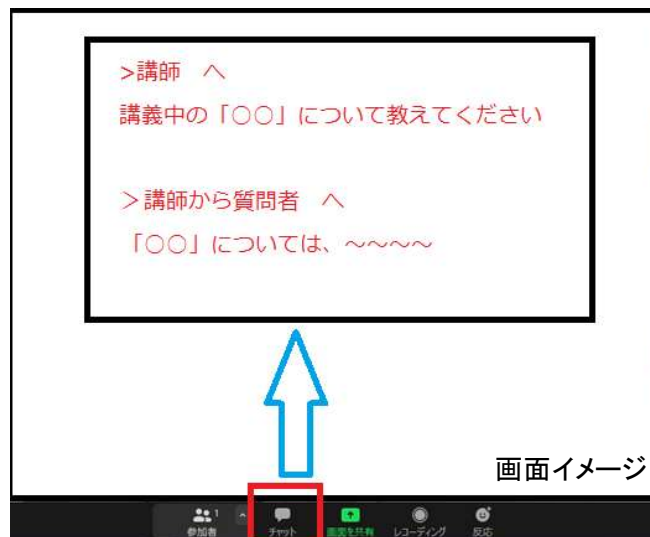 >講師　へ
講義中の「○○」について教えてください
＞講師から質問者　へ
「○○」については、～～～～
画面イメージ
1
参加者 チャット 画面を共有 レコーディング 反応